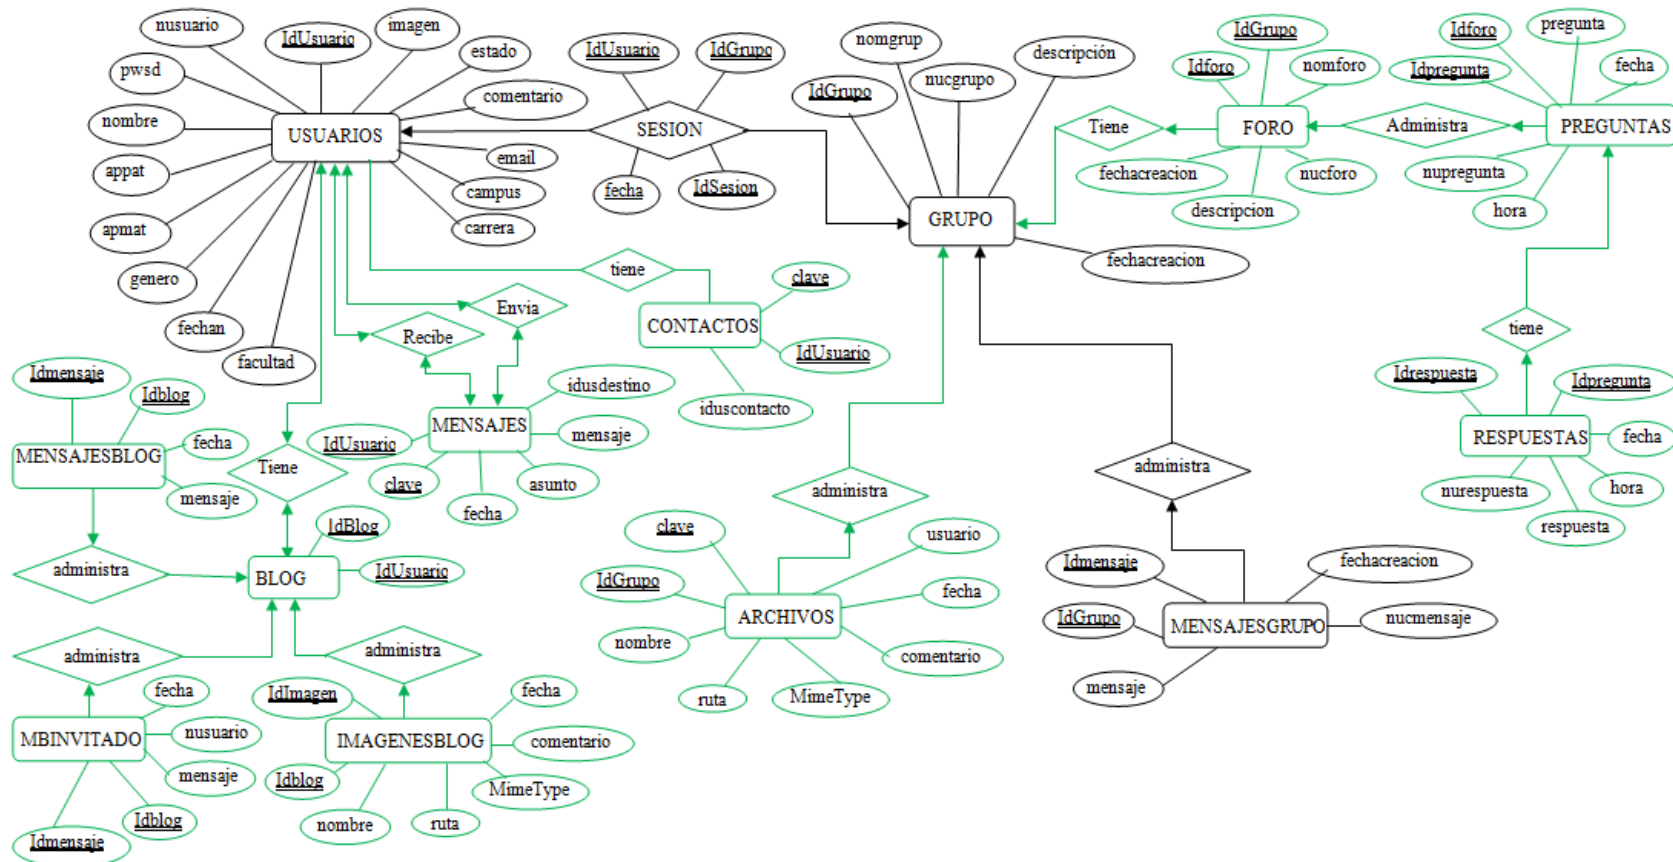 nusuario
IdUsuario
imagen
estado
pwsd
comentario
nombre
USUARIOS
email
appat
campus
apmat
carrera
genero
fechan
facultad
IdUsuario
IdGrupo
SESION
fecha
IdSesion
nomgrup
descripción
nucgrupo
IdGrupo
GRUPO
fechacreacion
IdGrupo
Idforo
nomforo
Tiene
FORO
fechacreacion
nucforo
descripcion
Administra
pregunta
Idforo
fecha
Idpregunta
PREGUNTAS
nupregunta
hora
tiene
clave
Envia
CONTACTOS
Recibe
IdUsuario
iduscontacto
tiene
Idrespuesta
Idpregunta
RESPUESTAS
fecha
nurespuesta
hora
respuesta
Idmensaje
Idblog
fecha
MENSAJESBLOG
mensaje
Tiene
idusdestino
MENSAJES
mensaje
IdUsuario
clave
asunto
fecha
administra
administra
IdBlog
administra
BLOG
IdUsuario
clave
usuario
IdGrupo
fecha
ARCHIVOS
nombre
comentario
ruta
MimeType
Idmensaje
fechacreacion
IdGrupo
nucmensaje
MENSAJESGRUPO
mensaje
administra
administra
fecha
nusuario
MBINVITADO
mensaje
Idblog
Idmensaje
IdImagen
fecha
IMAGENESBLOG
comentario
Idblog
MimeType
nombre
ruta